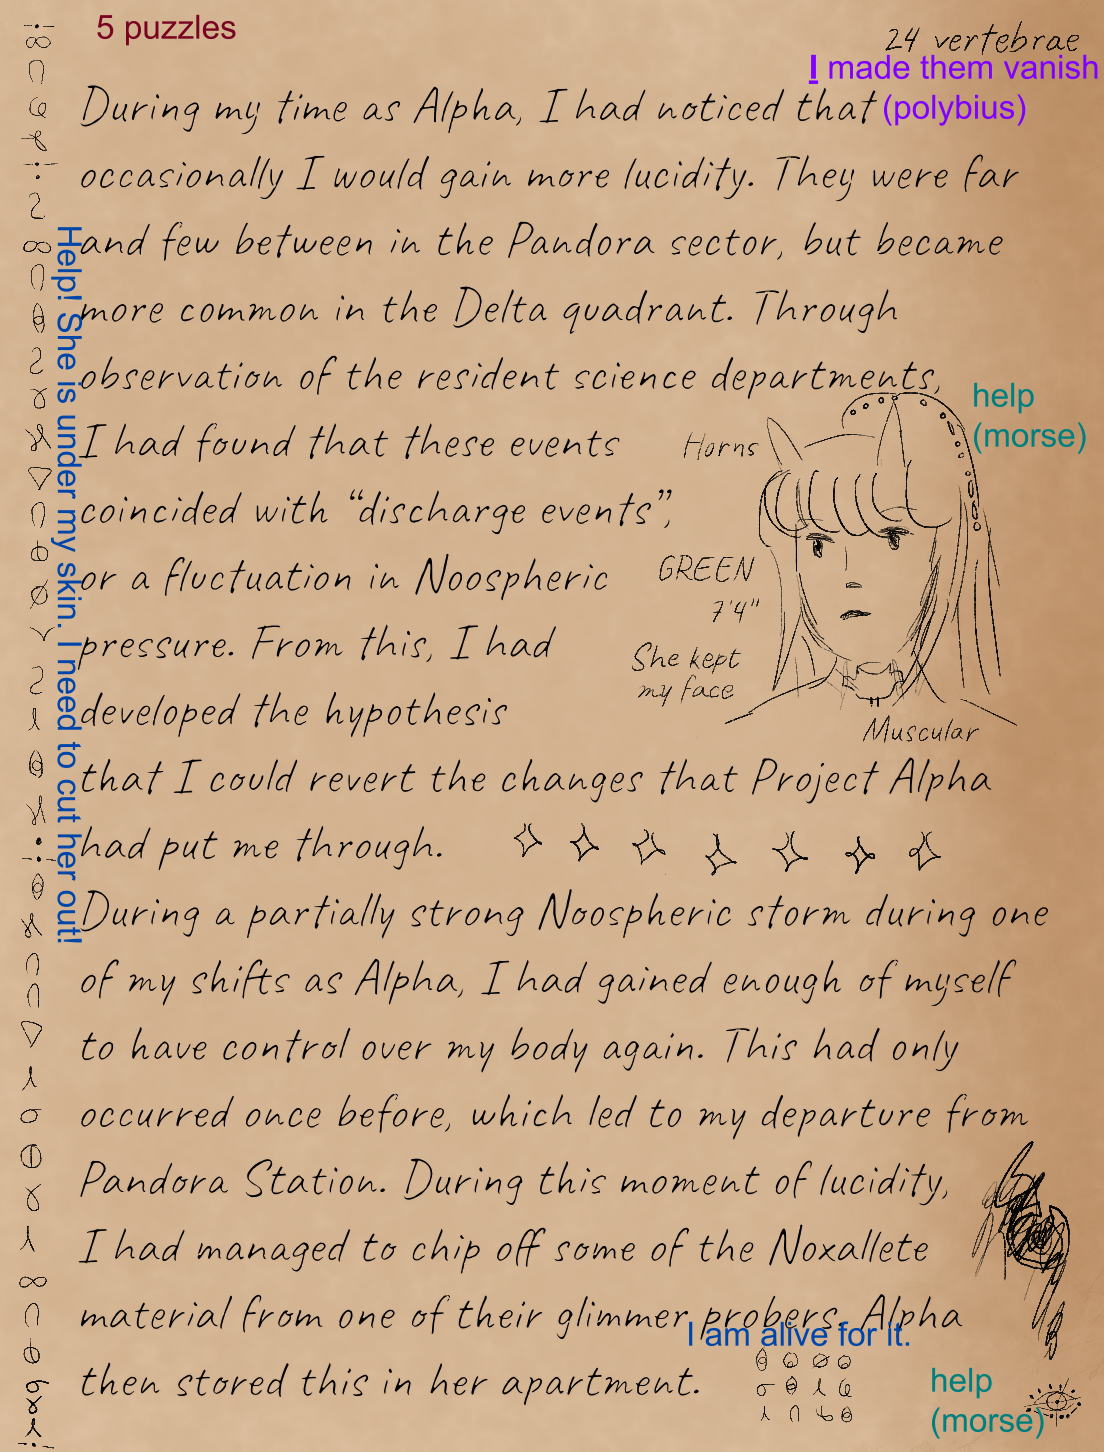 5 puzzles
24 vertebrae
I made them vanish
(polybius)
During my time as Alpha, I had noticed that
occasionally I would gain more lucidity. They were far
and few between in the Pandora sector, but became
more common in the Delta quadrant. Through
observation of the resident science departments,
help
(morse)
I had found that these events
Horns
coincided with “discharge events”,
or a fluctuation in Noospheric
GREEN
7'4"
pressure. From this, I had
She kept
my face
developed the hypothesis
Muscular
that I could revert the changes that Project Alpha
had put me through.
Help! She is under my skin. I need to cut her out!
During a partially strong Noospheric storm during one
of my shifts as Alpha, I had gained enough of myself
to have control over my body again. This had only
occurred once before, which led to my departure from
Pandora Station. During this moment of lucidity,
I had managed to chip off some of the Noxallete
material from one of their glimmer probers. Alpha
I am alive for it.
then stored this in her apartment.
help
(morse)